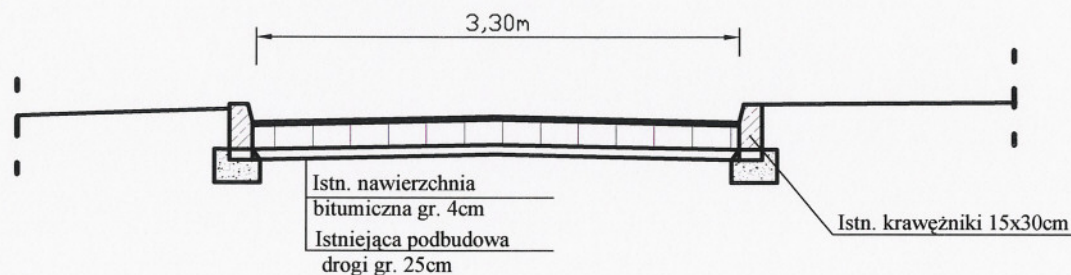 3,30m
Istn. nawierzchnia
bitumiczna gr. 4cm
Istniejąca podbudowa
drogi gr. 25cm
Istn. krawężniki 15x30cm